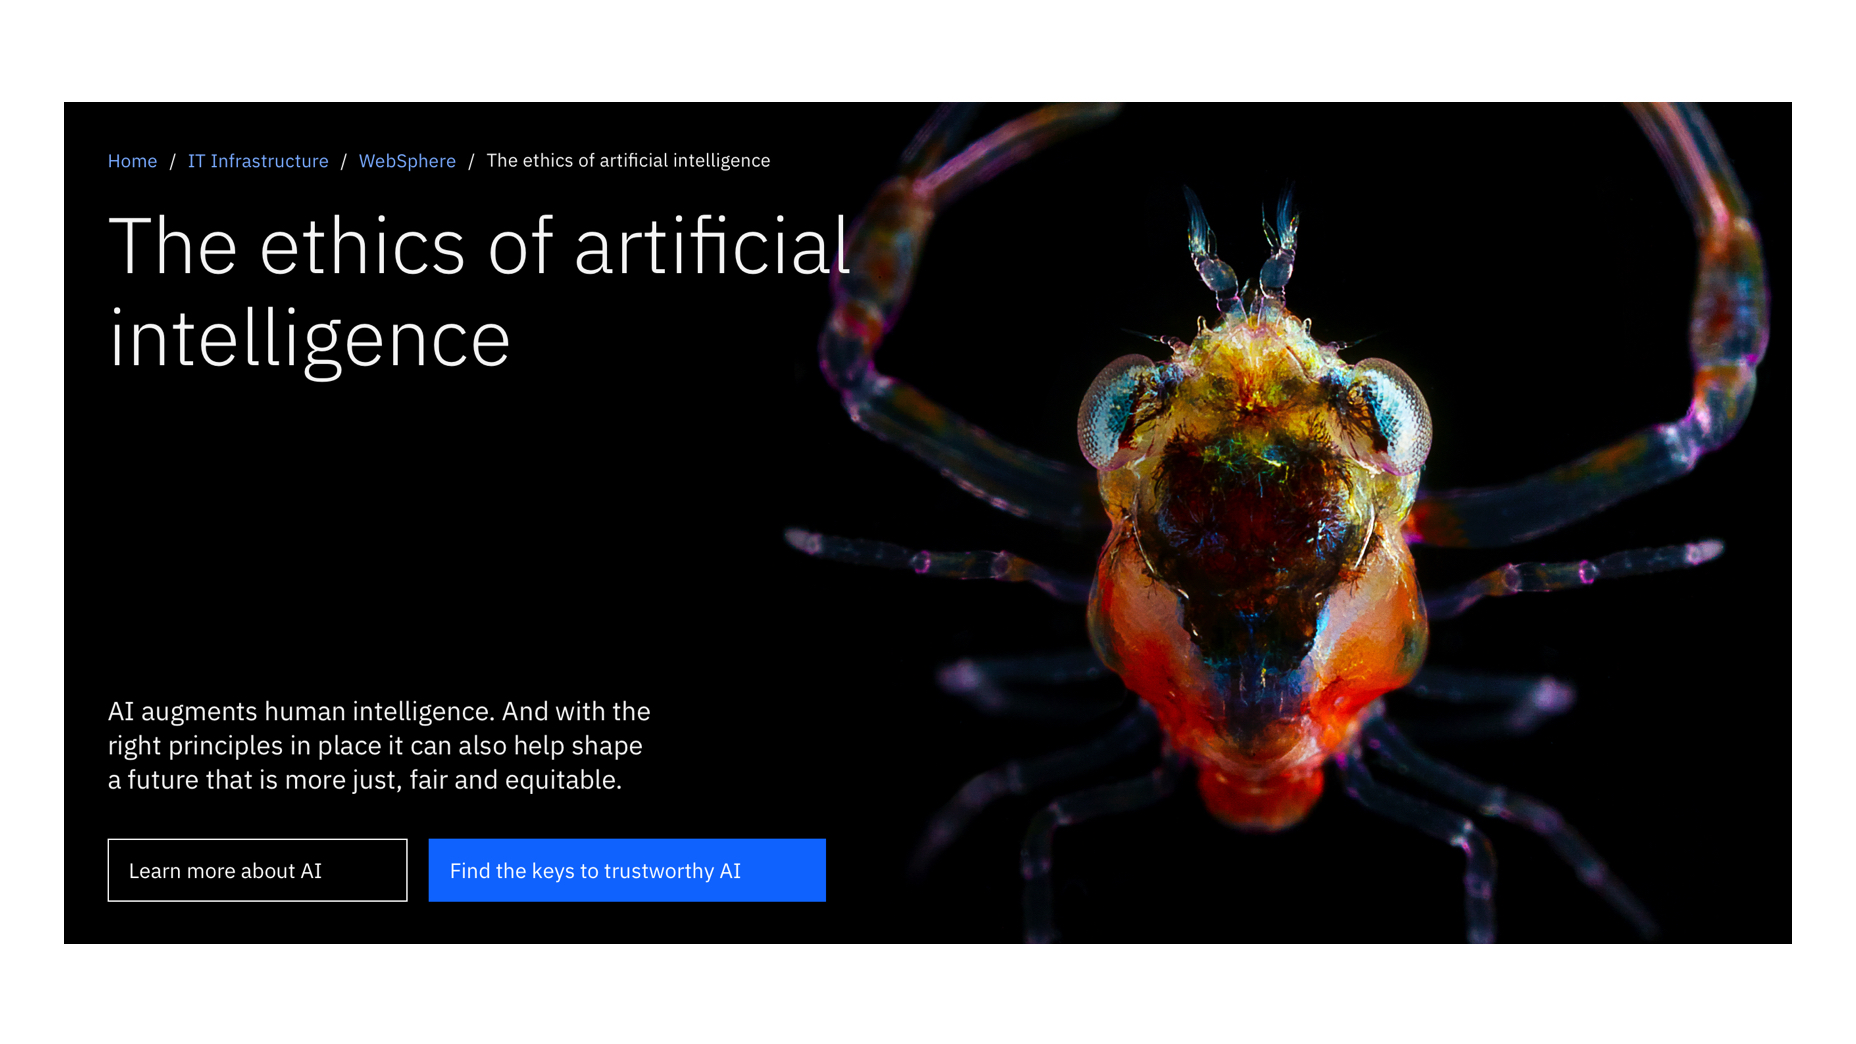 Home / IT Infrastructure / WebSphere / The ethics of artificial intelligence
The ethics of artificial
intelligence
AI augments human intelligence. And with the
right principles in place it can also help shape
a future that is more just, fair and equitable.
Learn more about AI
Find the keys to trustworthy AI